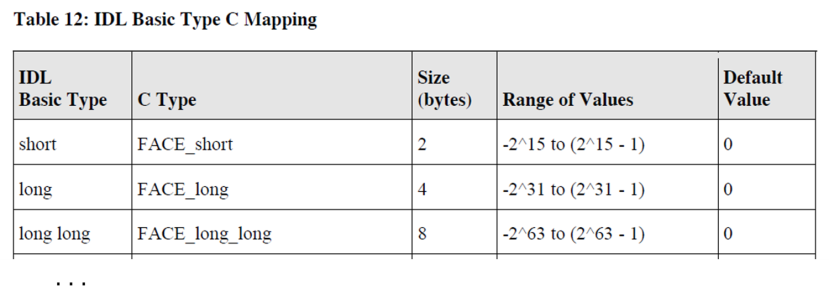 Table 12: IDL Basic Type C Mapping
IDL Basic Type C Type Size (bytes) Range of Values Default Value
short FACE_short 2 -2^15 to (2^15 - 1) 0
long FACE_long 4 -2^31 to (2^31 - 1) 0
long long FACE_long_long 8 -2^63 to (2^63 - 1) 0
. . .